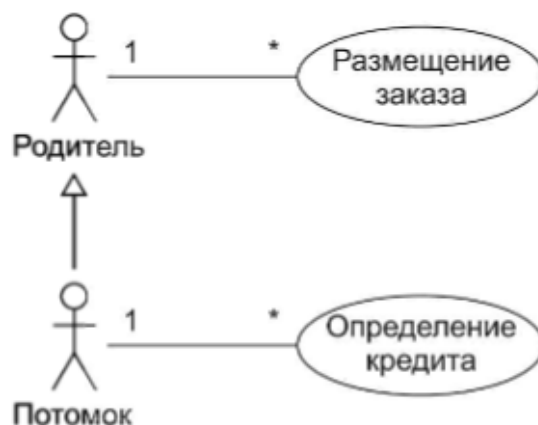 1
*
Размещение
заказа
Родитель
1
*
Определение
кредита
Потомок